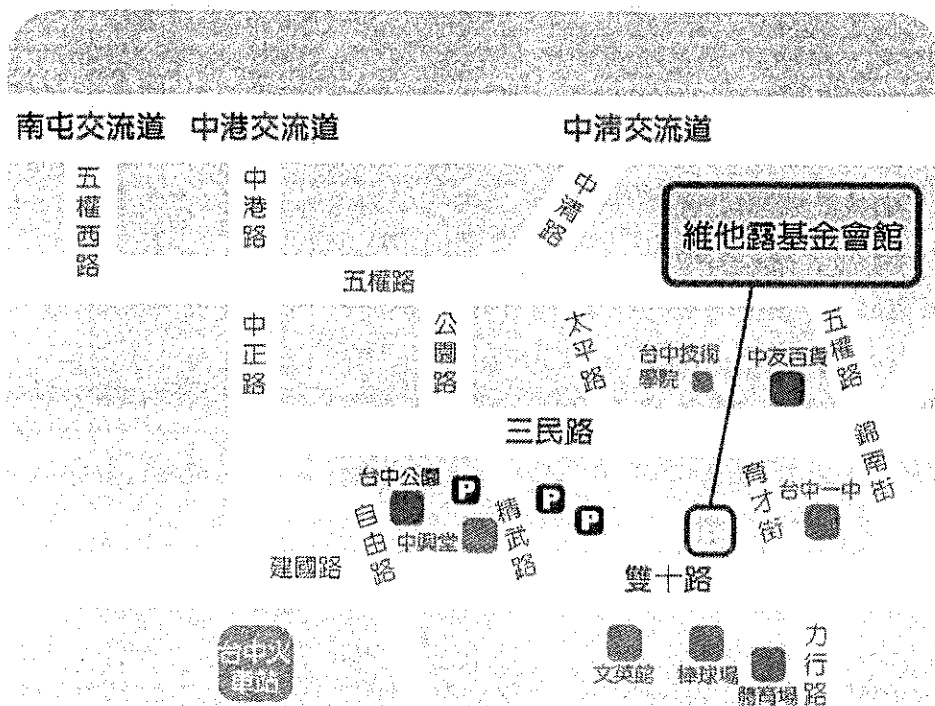 南屯交流道
中港交流道
中清交流道
五權西路
中港路
中清路
維他露基金會館
五權路
中正路
公園路
太平路
台中技術
學院
中友百貨
五權路
三民路
錦南街
育才街
台中一中
台中公園
P
P
P
自由路
中興堂
精武路
建國路
雙十路
台中火
車站
文英館
棒球場
體育場
力行路